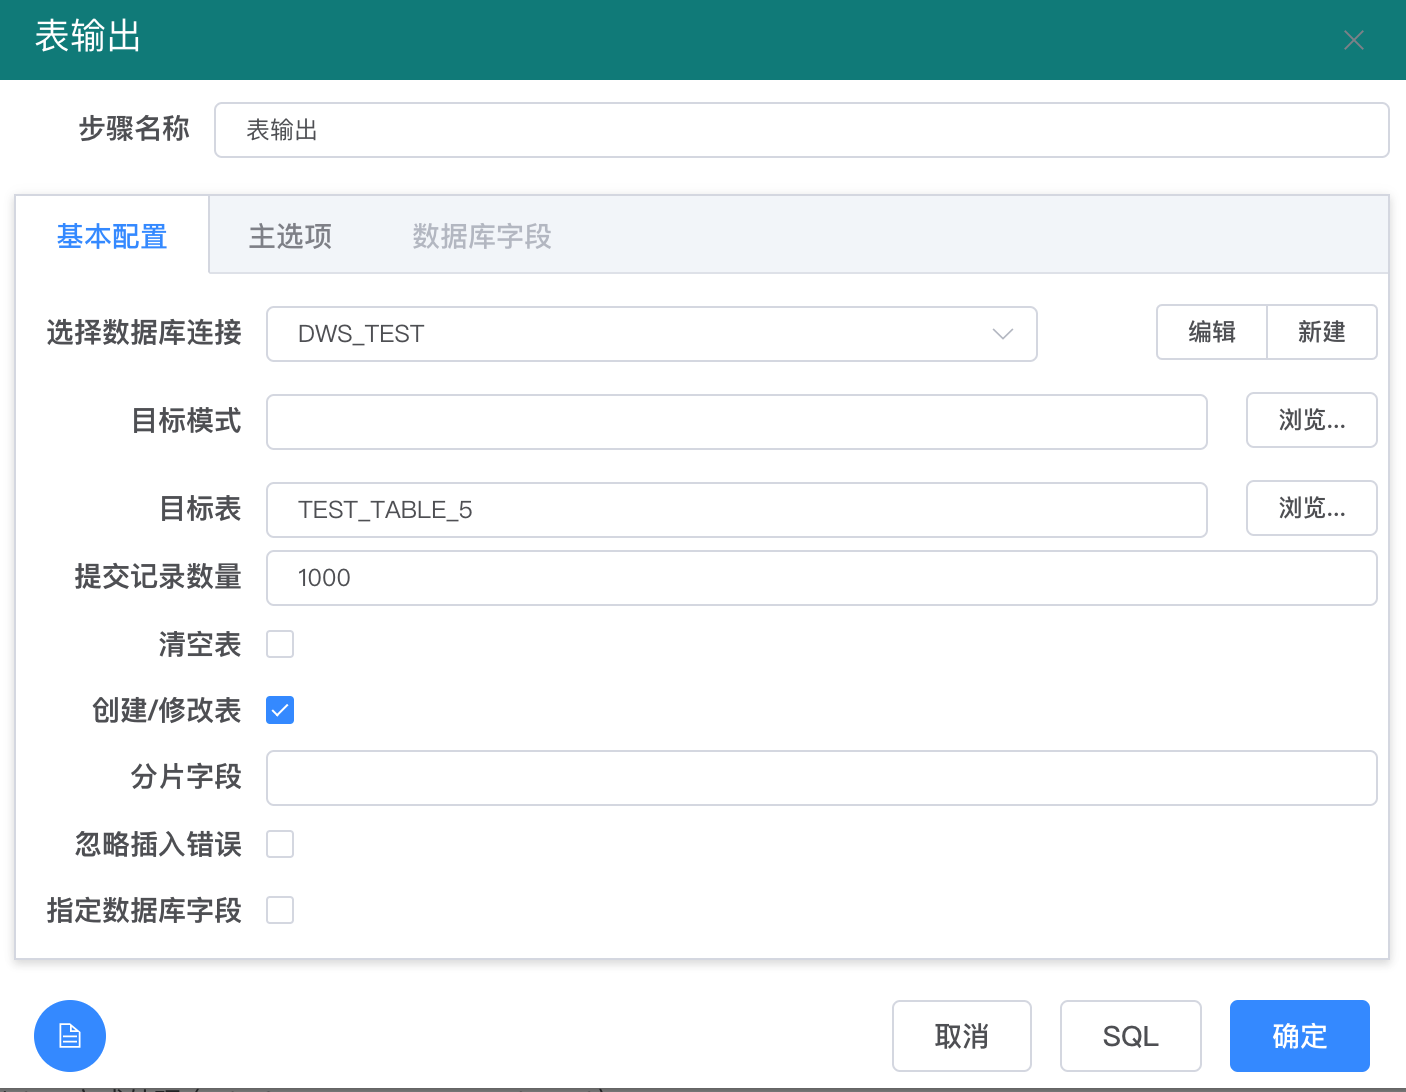 表输出
步骤名称 表输出
基本配置 主选项 数据库字段
选择数据库连接 DWS_TEST 编辑 新建
目标模式 浏览...
目标表 TEST_TABLE_5 浏览...
提交记录数量 1000
清空表
创建/修改表
分片字段
忽略插入错误
指定数据库字段
取消 SQL 确定